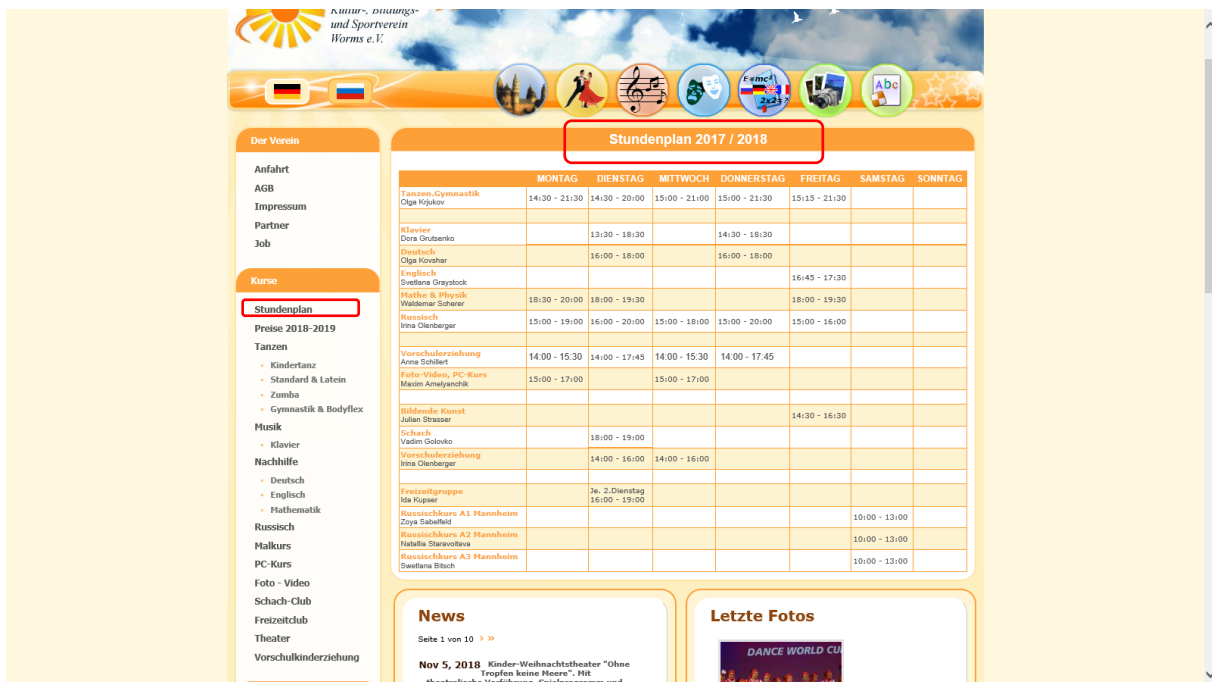 Kultur-, Bildungs-
und Sportverein
Worms e.V.
E=mc²
2x2=?
Abc
Der Verein
Anfahrt
AGB
Impressum
Partner
Job
Kurse
Stundenplan
Preise 2018-2019
Tanzen
Kindertanz
Standard & Latein
Zumba
Gymnastik & Bodyflex
Musik
Klavier
Nachhilfe
Deutsch
Englisch
Mathematik
Russisch
Malkurs
PC-Kurs
Foto - Video
Schach-Club
Freizeitclub
Theater
Vorschulkinderziehung
Stundenplan 2017 / 2018
MONTAG DIENSTAG MITTWOCH DONNERSTAG FREITAG SAMSTAG SONNTAG
Tanzen.Gymnastik
Olga Krjukov
14:30 - 21:30 14:30 - 20:00 15:00 - 21:00 15:00 - 21:30 15:15 - 21:30
Klavier
Dora Grutsenko
13:30 - 18:30 14:30 - 18:30
Deutsch
Olga Kovshar
16:00 - 18:00 16:00 - 18:00
Englisch
Svetlana Graystock
16:45 - 17:30
Mathe & Physik
Waldemar Scherer
18:30 - 20:00 18:00 - 19:30 18:00 - 19:30
Russisch
Irina Olenberger
15:00 - 19:00 16:00 - 20:00 15:00 - 18:00 15:00 - 20:00 15:00 - 16:00
Vorschulerziehung
Anna Schillert
14:00 - 15:30 14:00 - 17:45 14:00 - 15:30 14:00 - 17:45
Foto-Video, PC-Kurs
Maxim Amelyanchik
15:00 - 17:00 15:00 - 17:00
Bildende Kunst
Julian Strasser
14:30 - 16:30
Schach
Vadim Golovko
18:00 - 19:00
Vorschulerziehung
Irina Olenberger
14:00 - 16:00 14:00 - 16:00
Freizeitgruppe
Ida Kupser
Je. 2.Dienstag
16:00 - 19:00
Russischkurs A1 Mannheim
Zoya Sabelfeld
10:00 - 13:00
Russischkurs A2 Mannheim
Natallia Staravoitava
10:00 - 13:00
Russischkurs A3 Mannheim
Swetlana Bitsch
10:00 - 13:00
News
Seite 1 von 10 > »
Nov 5, 2018 Kinder-Weihnachtstheater "Ohne
Tropfen keine Meere". Mit
theatralische Vorführung, Spielprogramm und
Letzte Fotos
DANCE WORLD CU